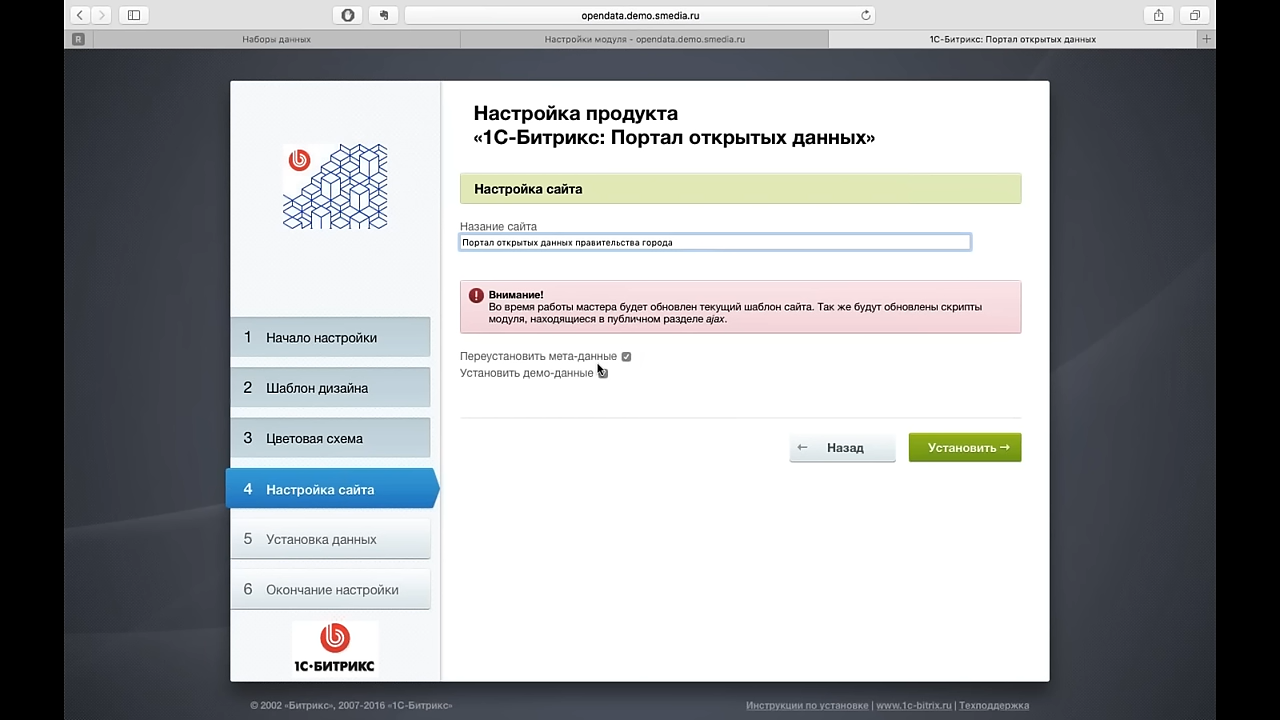 opendata.demo.smedia.ru
R
Наборы данных
Настройки модуля - opendata.demo.smedia.ru
1С-Битрикс: Портал открытых данных
Настройка продукта
«1С-Битрикс: Портал открытых данных»
Настройка сайта
Назание сайта
Портал открытых данных правительства города
Внимание!
Во время работы мастера будет обновлен текущий шаблон сайта. Так же будут обновлены скрипты
модуля, находящиеся в публичном разделе ajax.
Переустановить мета-данные
Установить демо-данные
← Назад
Установить →
1 Начало настройки
2 Шаблон дизайна
3 Цветовая схема
4 Настройка сайта
5 Установка данных
6 Окончание настройки
1С·БИТРИКС
© 2002 «Битрикс», 2007-2016 «1С-Битрикс»
Инструкции по установке | www.1c-bitrix.ru | Техподдержка